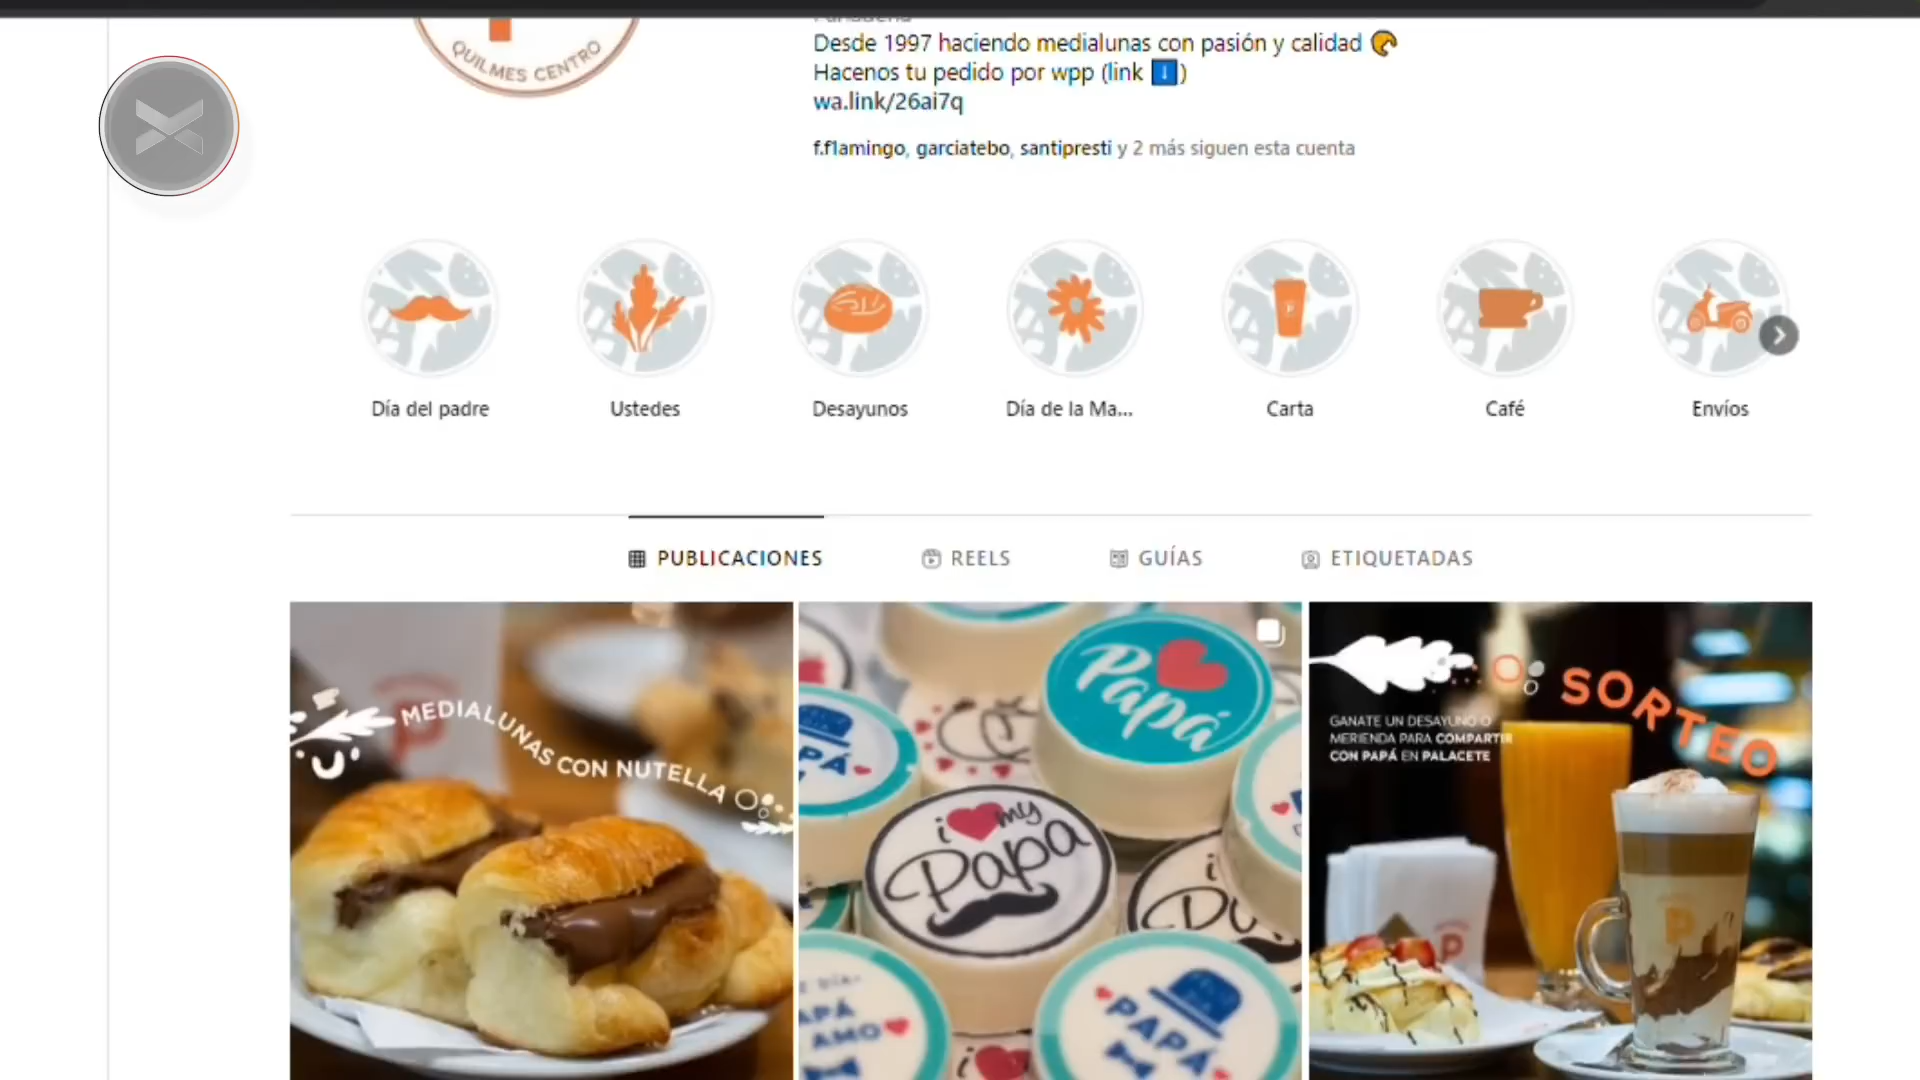 QUILMES CENTRO
Desde 1997 haciendo medialunas con pasión y calidad
Hacenos tu pedido por wpp (link ⬇️)
wa.link/26ai7q
f.f1amingo, garciatebo, santipresti y 2 más siguen esta cuenta
Día del padre
Ustedes
Desayunos
Día de la Ma...
Carta
Café
Envíos
PUBLICACIONES
REELS
GUÍAS
ETIQUETADAS
MEDIALUNAS CON NUTELLA
Papá
i my
Papa
PAPÁ
SORTEO
GANATE UN DESAYUNO O
MERIENDA PARA COMPARTIR
CON PAPÁ EN PALACETE